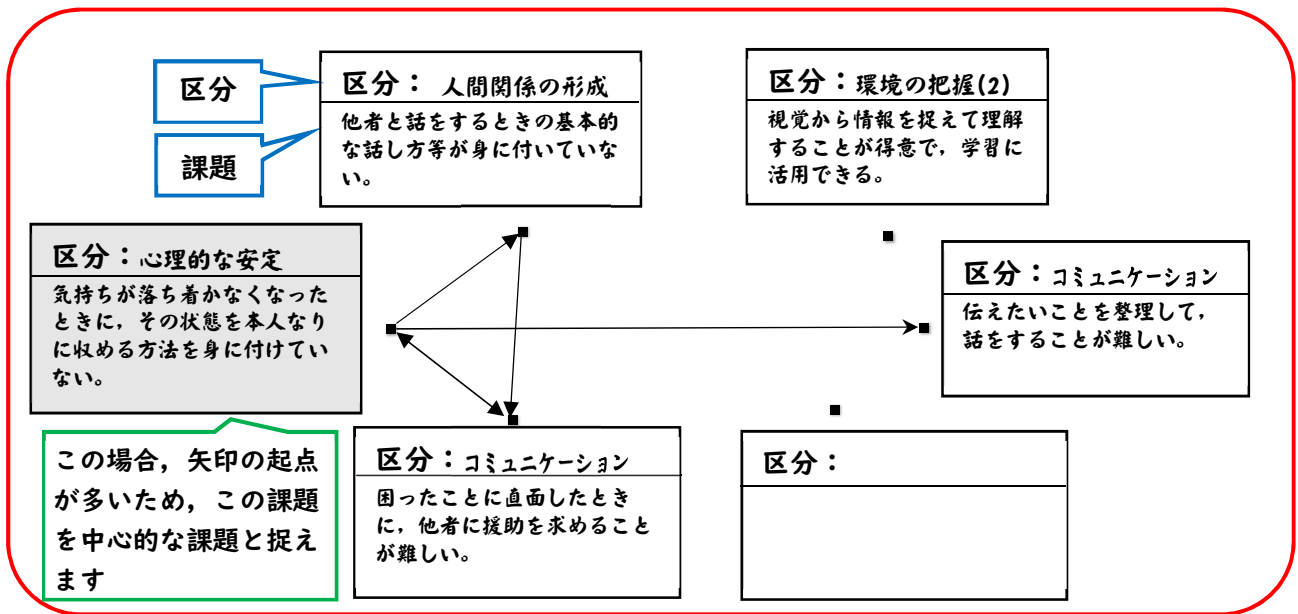 区分
課題
区分： 人間関係の形成
他者と話をするときの基本的
な話し方等が身に付いていな
い。
区分：環境の把握(2)
視覚から情報を捉えて理解
することが得意で，学習に
活用できる。
区分：心理的な安定
気持ちが落ち着かなくなった
ときに，その状態を本人なり
に収める方法を身に付けてい
ない。
区分：コミュニケーション
伝えたいことを整理して，
話をすることが難しい。
この場合，矢印の起点
が多いため，この課題
を中心的な課題と捉え
ます
区分：コミュニケーション
困ったことに直面したとき
に，他者に援助を求めること
が難しい。
区分：